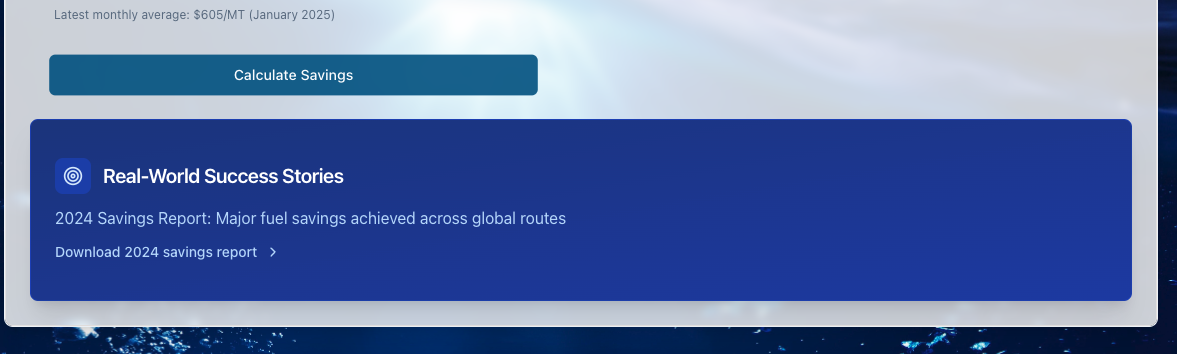 Latest monthly average: $605/MT (January 2025)
Calculate Savings
Real-World Success Stories
2024 Savings Report: Major fuel savings achieved across global routes
Download 2024 savings report